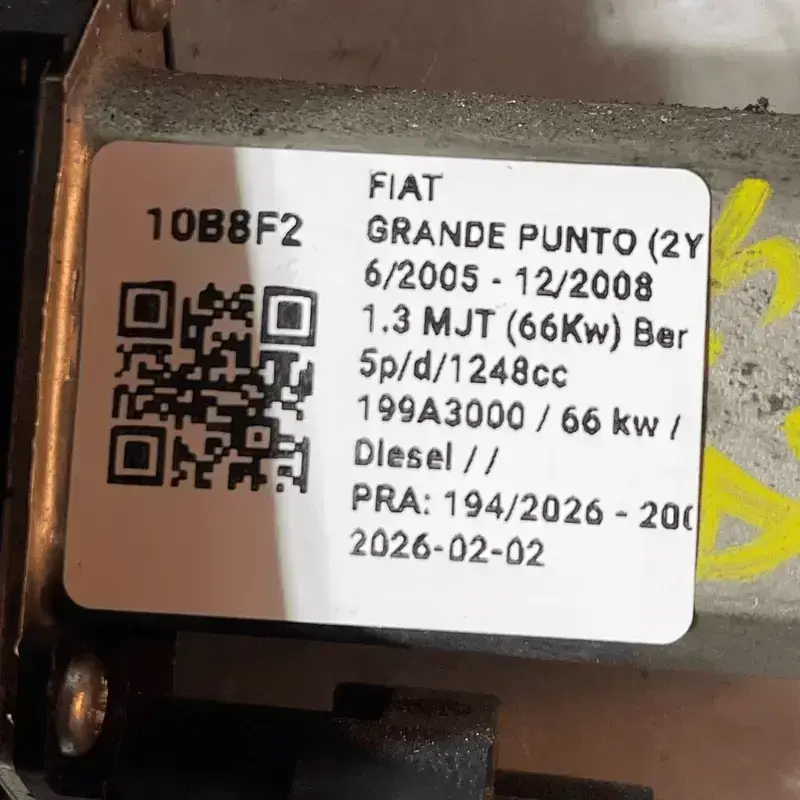 10B8F2
FIAT
GRANDE PUNTO (2Y
6/2005 - 12/2008
1.3 MJT (66Kw) Ber
5p/d/1248cc
199A3000 / 66 kw /
Diesel / /
PRA: 194/2026 - 200
2026-02-02